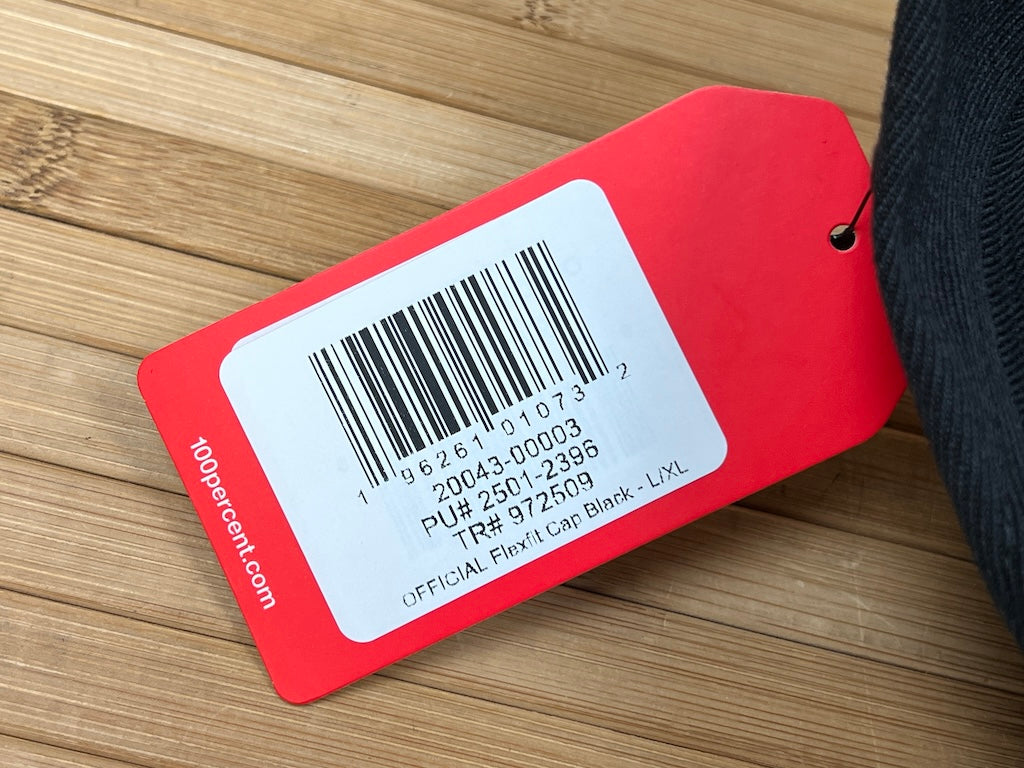 1 96261 01073 2
20043-00003
PU# 2501-2396
TR# 972509
OFFICIAL Flexfit Cap Black - L/XL
100percent.com